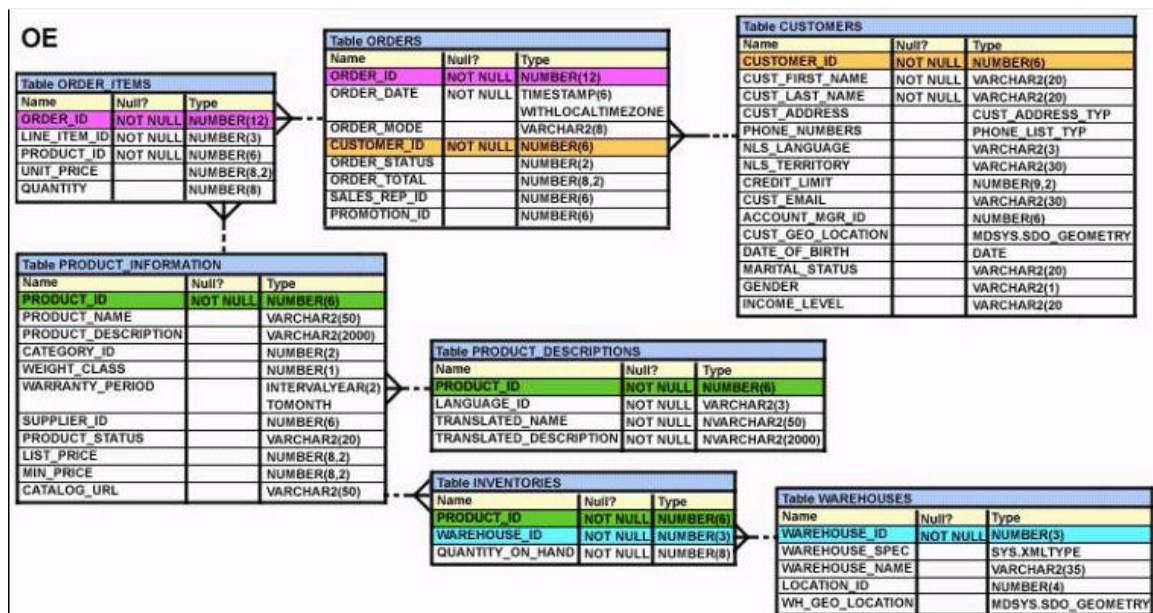 OE
Table ORDER_ITEMS
Name Null? Type
ORDER_ID NOT NULL NUMBER(12)
LINE_ITEM_ID NOT NULL NUMBER(3)
PRODUCT_ID NOT NULL NUMBER(6)
UNIT_PRICE NUMBER(8,2)
QUANTITY NUMBER(8)
Table ORDERS
Name Null? Type
ORDER_ID NOT NULL NUMBER(12)
ORDER_DATE NOT NULL TIMESTAMP(6)
WITHLOCALTIMEZONE
ORDER_MODE VARCHAR2(8)
CUSTOMER_ID NOT NULL NUMBER(6)
ORDER_STATUS NUMBER(2)
ORDER_TOTAL NUMBER(8,2)
SALES_REP_ID NUMBER(6)
PROMOTION_ID NUMBER(6)
Table CUSTOMERS
Name Null? Type
CUSTOMER_ID NOT NULL NUMBER(6)
CUST_FIRST_NAME NOT NULL VARCHAR2(20)
CUST_LAST_NAME NOT NULL VARCHAR2(20)
CUST_ADDRESS CUST_ADDRESS_TYP
PHONE_NUMBERS PHONE_LIST_TYP
NLS_LANGUAGE VARCHAR2(3)
NLS_TERRITORY VARCHAR2(30)
CREDIT_LIMIT NUMBER(9,2)
CUST_EMAIL VARCHAR2(30)
ACCOUNT_MGR_ID NUMBER(6)
CUST_GEO_LOCATION MDSYS.SDO_GEOMETRY
DATE_OF_BIRTH DATE
MARITAL_STATUS VARCHAR2(20)
GENDER VARCHAR2(1)
INCOME_LEVEL VARCHAR2(20
Table PRODUCT_INFORMATION
Name Null? Type
PRODUCT_ID NOT NULL NUMBER(6)
PRODUCT_NAME VARCHAR2(50)
PRODUCT_DESCRIPTION VARCHAR2(2000)
CATEGORY_ID NUMBER(2)
WEIGHT_CLASS NUMBER(1)
WARRANTY_PERIOD INTERVALYEAR(2)
TOMONTH
SUPPLIER_ID NUMBER(6)
PRODUCT_STATUS VARCHAR2(20)
LIST_PRICE NUMBER(8,2)
MIN_PRICE NUMBER(8,2)
CATALOG_URL VARCHAR2(50)
Table PRODUCT_DESCRIPTIONS
Name Null? Type
PRODUCT_ID NOT NULL NUMBER(6)
LANGUAGE_ID NOT NULL VARCHAR2(3)
TRANSLATED_NAME NOT NULL NVARCHAR2(50)
TRANSLATED_DESCRIPTION NOT NULL NVARCHAR2(2000)
Table INVENTORIES
Name Null? Type
PRODUCT_ID NOT NULL NUMBER(6)
WAREHOUSE_ID NOT NULL NUMBER(3)
QUANTITY_ON_HAND NOT NULL NUMBER(8)
Table WAREHOUSES
Name Null? Type
WAREHOUSE_ID NOT NULL NUMBER(3)
WAREHOUSE_SPEC SYS.XMLTYPE
WAREHOUSE_NAME VARCHAR2(35)
LOCATION_ID NUMBER(4)
WH_GEO_LOCATION MDSYS.SDO_GEOMETRY